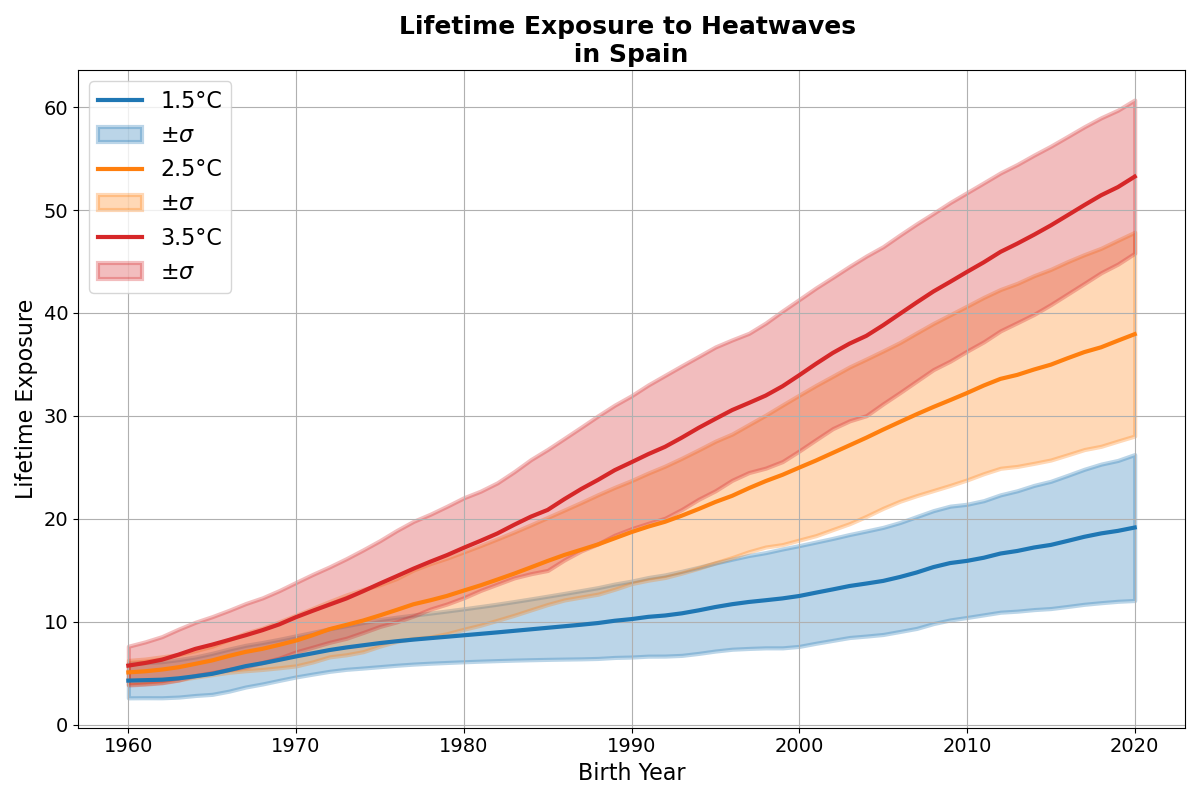 Lifetime Exposure to Heatwaves
in Spain
1.5°C
±σ
2.5°C
±σ
3.5°C
±σ
Lifetime Exposure
60
50
40
30
20
10
0
1960 1970 1980 1990 2000 2010 2020
Birth Year